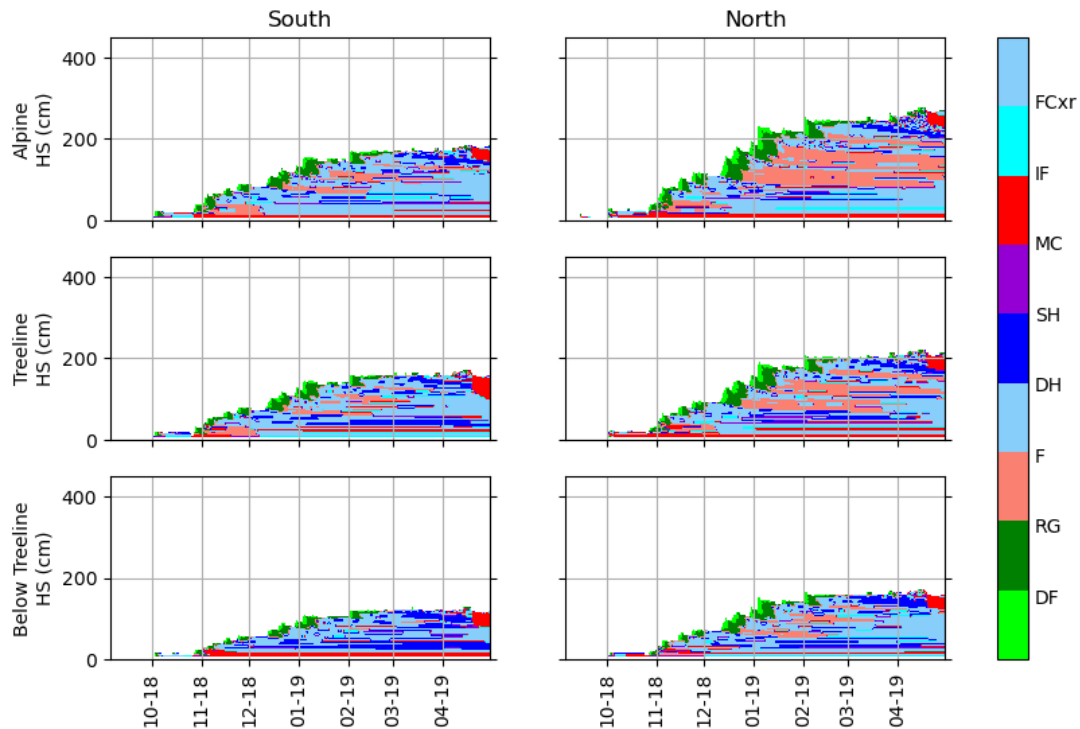 South
North
Alpine
HS (cm)
400
200
0
Treeline
HS (cm)
400
200
0
Below Treeline
HS (cm)
400
200
0
10-18
11-18
12-18
01-19
02-19
03-19
04-19
10-18
11-18
12-18
01-19
02-19
03-19
04-19
FCxr
IF
MC
SH
DH
F
RG
DF